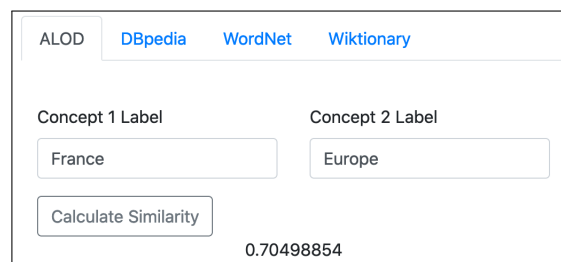 ALOD DBpedia WordNet Wiktionary
Concept 1 Label Concept 2 Label
France Europe
Calculate Similarity
0.70498854